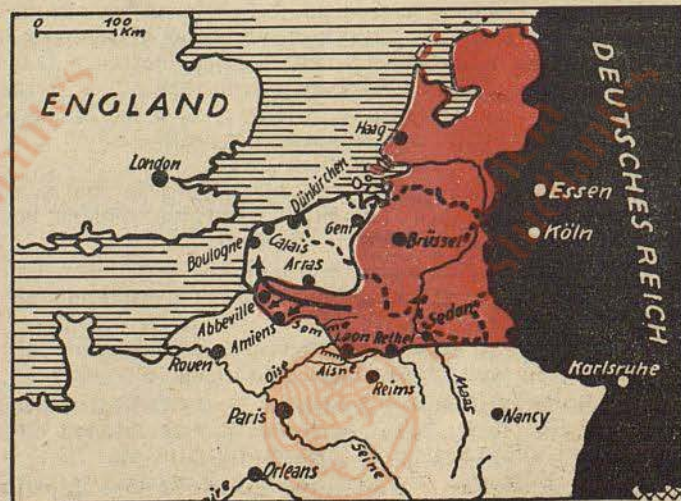 0 100
Km
ENGLAND
DEUTSCHES REICH
London
Haag
Dünkirchen
Calais
Boulogne
Gent
Arras
Brüssel
Essen
Köln
Abbeville
Amiens
Som
Sedan
Laon
Rethel
Rouen
Oise
Aisne
Reims
Maas
Karlsruhe
Paris
Nancy
Seine
Orleans